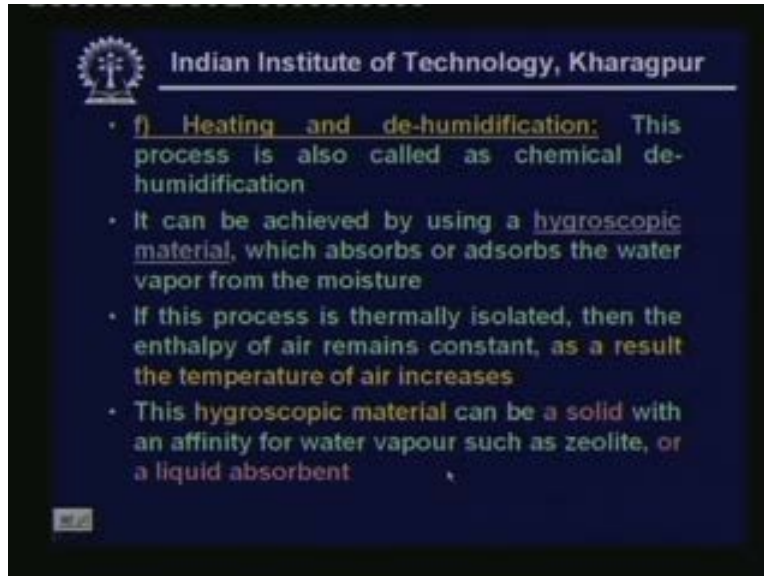 Indian Institute of Technology, Kharagpur
• f) Heating and de-humidification: This
process is also called as chemical de-
humidification
• It can be achieved by using a hygroscopic
material, which absorbs or adsorbs the water
vapor from the moisture
• If this process is thermally isolated, then the
enthalpy of air remains constant, as a result
the temperature of air increases
• This hygroscopic material can be a solid with
an affinity for water vapour such as zeolite, or
a liquid absorbent